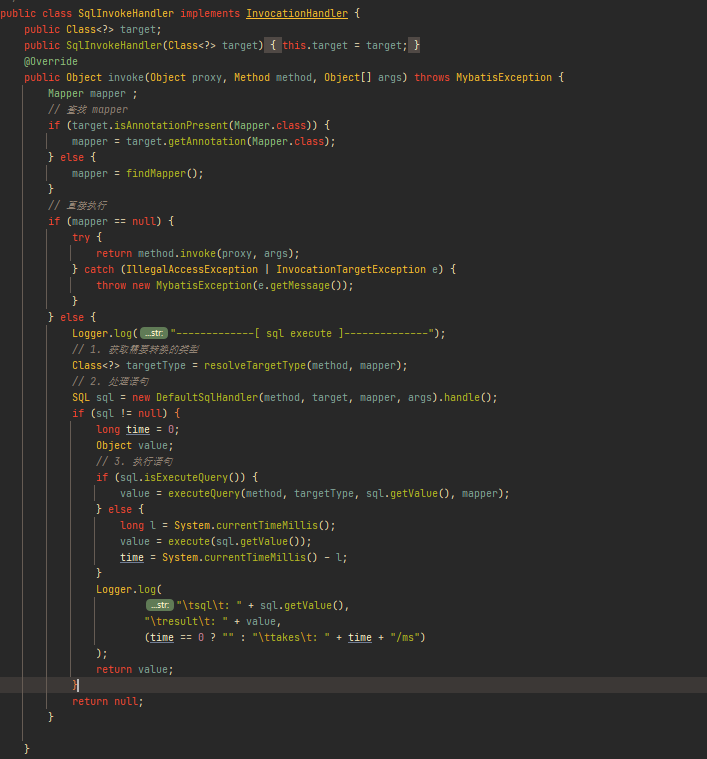 public class SqlInvokeHandler implements InvocationHandler {
    public Class<?> target;
    public SqlInvokeHandler(Class<?> target) { this.target = target; }
    @Override
    public Object invoke(Object proxy, Method method, Object[] args) throws MybatisException {
        Mapper mapper ;
        // 查找 mapper
        if (target.isAnnotationPresent(Mapper.class)) {
            mapper = target.getAnnotation(Mapper.class);
        } else {
            mapper = findMapper();
        }
        // 直接执行
        if (mapper == null) {
            try {
                return method.invoke(proxy, args);
            } catch (IllegalAccessException | InvocationTargetException e) {
                throw new MybatisException(e.getMessage());
            }
        } else {
            Logger.log( ...str: "-------------[ sql execute ]--------------");
            // 1. 获取需要转换的类型
            Class<?> targetType = resolveTargetType(method, mapper);
            // 2. 处理语句
            SQL sql = new DefaultSqlHandler(method, target, mapper, args).handle();
            if (sql != null) {
                long time = 0;
                Object value;
                // 3. 执行语句
                if (sql.isExecuteQuery()) {
                    value = executeQuery(method, targetType, sql.getValue(), mapper);
                } else {
                    long l = System.currentTimeMillis();
                    value = execute(sql.getValue());
                    time = System.currentTimeMillis() - l;
                }
                Logger.log(
                        ...str: "\tsql\t: " + sql.getValue(),
                        "\tresult\t: " + value,
                        (time == 0 ? "" : "\ttakes\t: " + time + "/ms")
                );
                return value;
            }
            return null;
        }
    }